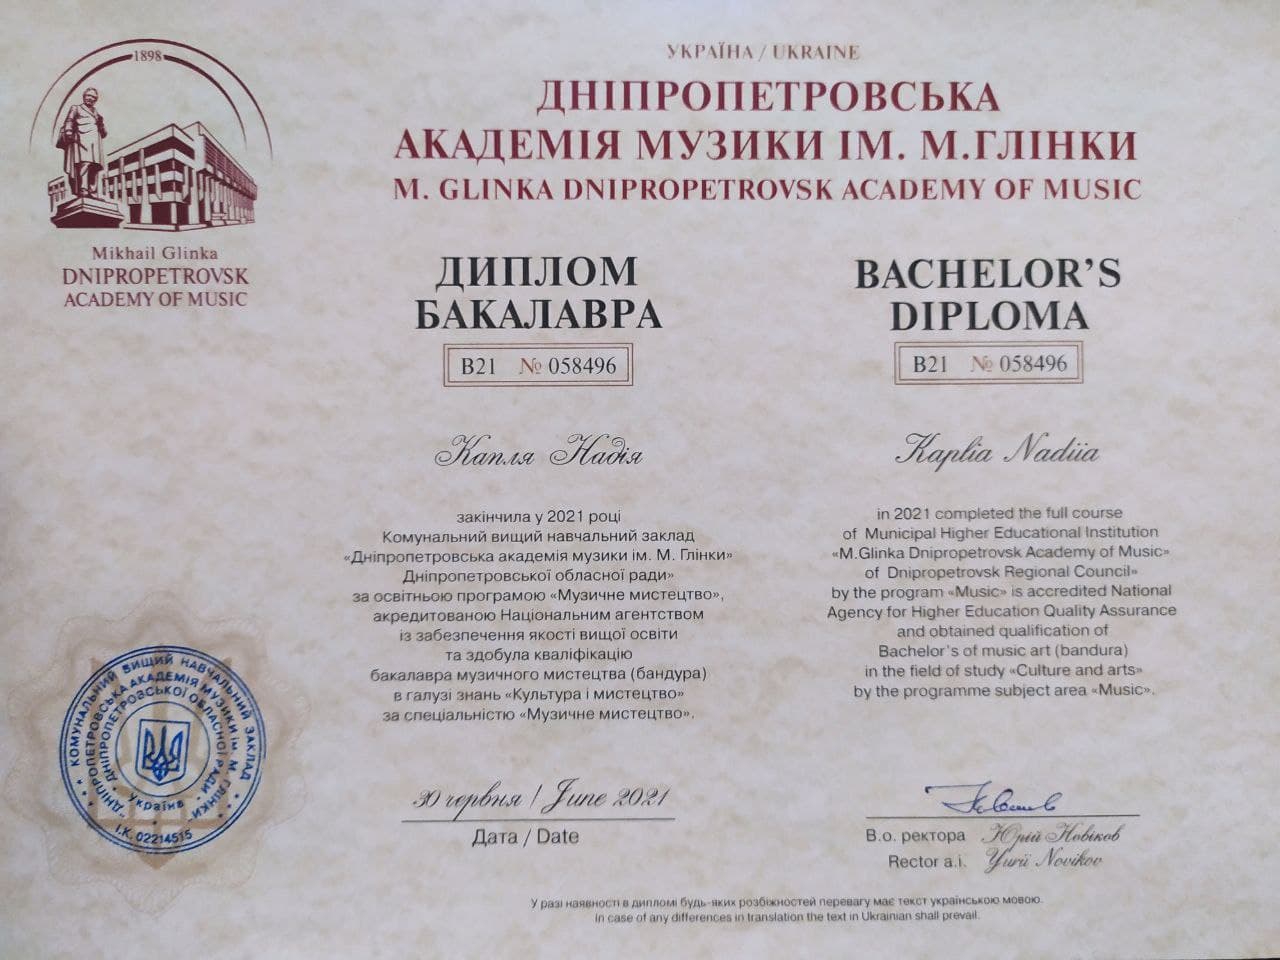 1898
Mikhail Glinka
DNIPROPETROVSK
ACADEMY OF MUSIC
УКРАЇНА / UKRAINE
ДНІПРОПЕТРОВСЬКА
АКАДЕМІЯ МУЗИКИ ІМ. М.ГЛІНКИ
M. GLINKA DNIPROPETROVSK ACADEMY OF MUSIC
ДИПЛОМ
БАКАЛАВРА
B21 № 058496
Капля Надія
закінчила у 2021 році
Комунальний вищий навчальний заклад
«Дніпропетровська академія музики ім. М. Глінки»
Дніпропетровської обласної ради»
за освітньою програмою «Музичне мистецтво»,
акредитованою Національним агентством
із забезпечення якості вищої освіти
та здобула кваліфікацію
бакалавра музичного мистецтва (бандура)
в галузі знань «Культура і мистецтво»
за спеціальністю «Музичне мистецтво».
BACHELOR'S
DIPLOMA
B21 № 058496
Kaplia Nadiia
in 2021 completed the full course
of Municipal Higher Educational Institution
«M.Glinka Dnipropetrovsk Academy of Music»
of Dnipropetrovsk Regional Council»
by the program «Music» is accredited National
Agency for Higher Education Quality Assurance
and obtained qualification of
Bachelor's of music art (bandura)
in the field of study «Culture and arts»
by the programme subject area «Music».
КОМУНАЛЬНИЙ ВИЩИЙ НАВЧАЛЬНИЙ ЗАКЛАД
«ДНІПРОПЕТРОВСЬКА АКАДЕМІЯ МУЗИКИ ІМ. М. ГЛІНКИ»
ДНІПРОПЕТРОВСЬКОЇ ОБЛАСНОЇ РАДИ
Україна
І.К. 02214515
30 червня / June 2021
Дата / Date
В.о. ректора Юрій Новіков
Rector a.i. Yurii Novikov
У разі наявності в дипломі будь-яких розбіжностей перевагу має текст українською мовою.
In case of any differences in translation the text in Ukrainian shall prevail.